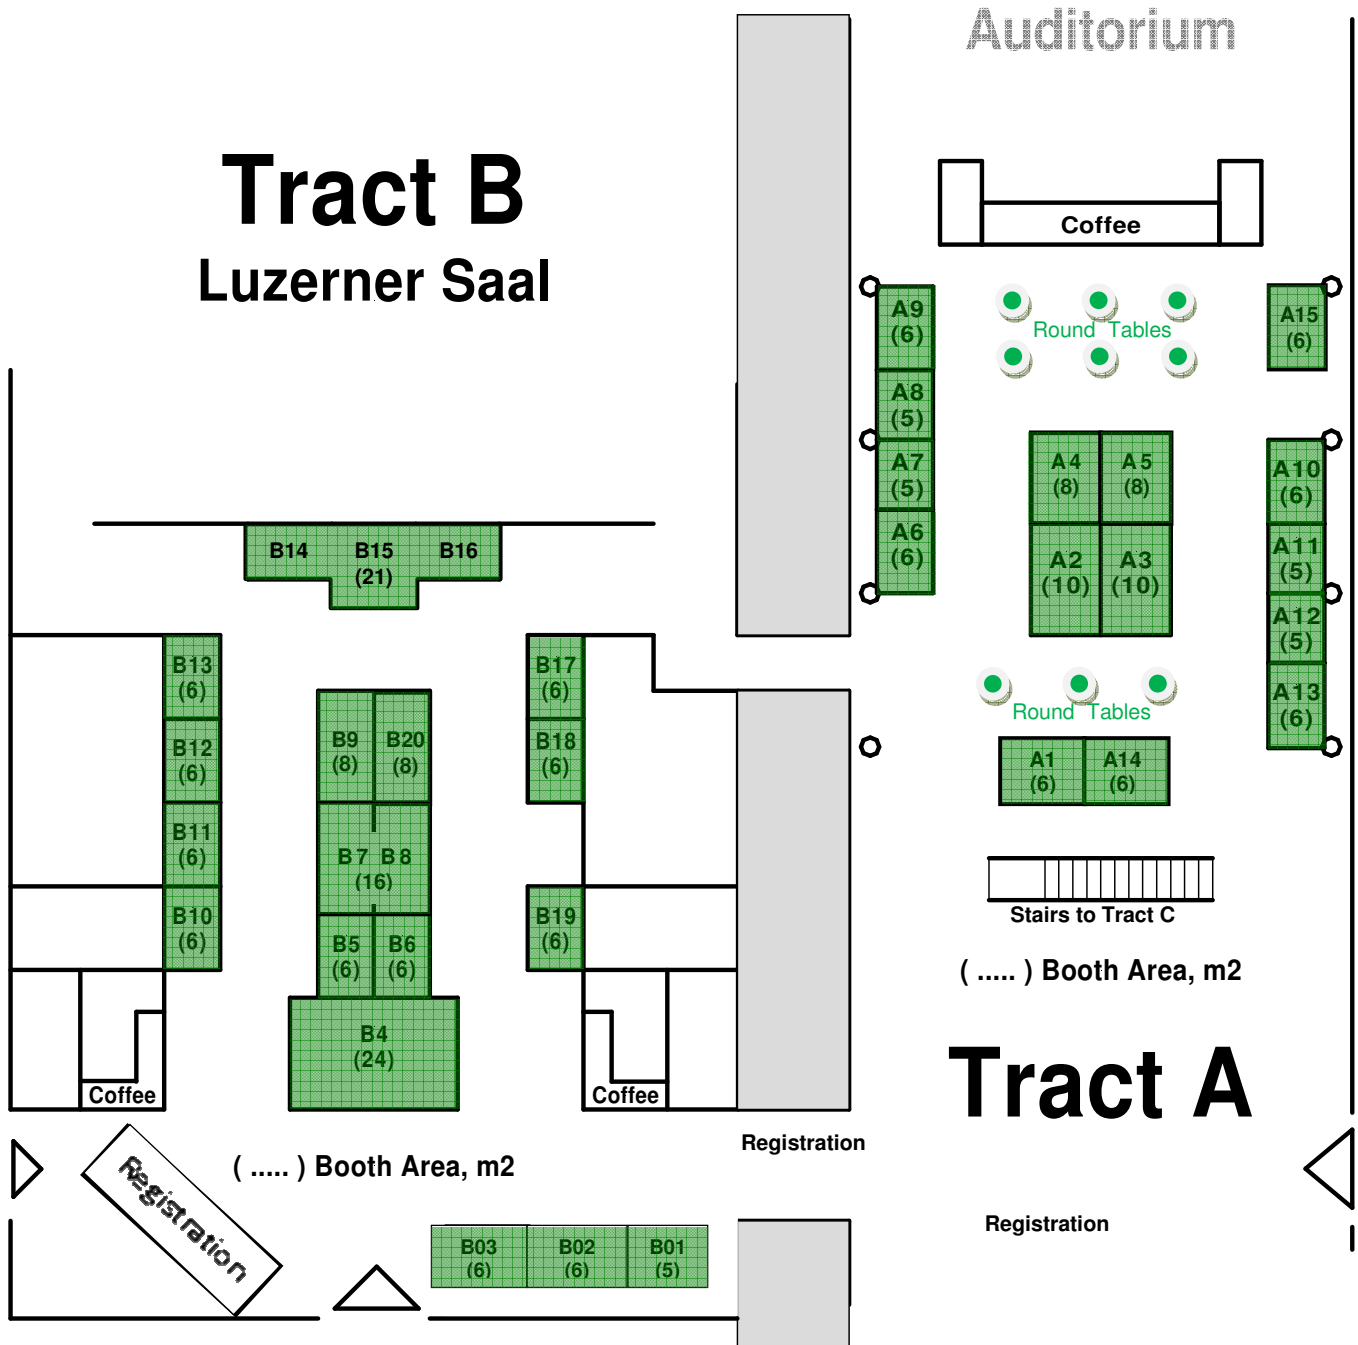 Auditorium
Tract B
Luzerner Saal
Coffee
A9
(6)
A8
(5)
A7
(5)
A6
(6)
Round Tables
A15
(6)
A4
(8)
A5
(8)
A2
(10)
A3
(10)
A10
(6)
A11
(5)
A12
(5)
A13
(6)
Round Tables
A1
(6)
A14
(6)
Stairs to Tract C
( ..... ) Booth Area, m2
Tract A
B14 B15 B16
(21)
B13
(6)
B12
(6)
B11
(6)
B10
(6)
B17
(6)
B18
(6)
B19
(6)
B9
(8)
B20
(8)
B7 B8
(16)
B5
(6)
B6
(6)
B4
(24)
Coffee
Coffee
Registration
( ..... ) Booth Area, m2
Registration
Registration
B03
(6)
B02
(6)
B01
(5)